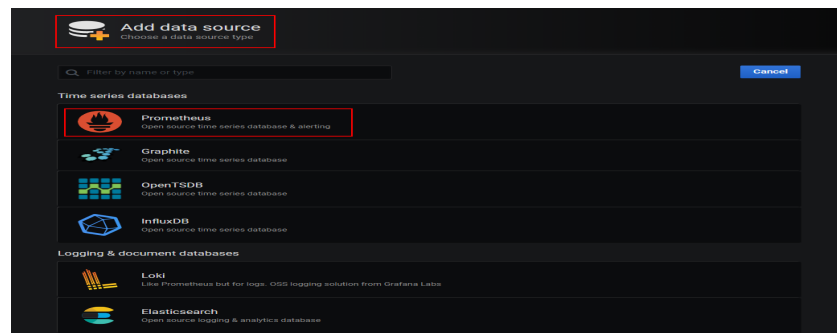 Add data source
Choose a data source type
Filter by name or type
Cancel
Time series databases
Prometheus
Open source time series database & alerting
Graphite
Open source time series database
OpenTSDB
Open source time series database
InfluxDB
Open source time series database
Logging & document databases
Loki
Like Prometheus but for logs. OSS logging solution from Grafana Labs
Elasticsearch
Open source logging & analytics database